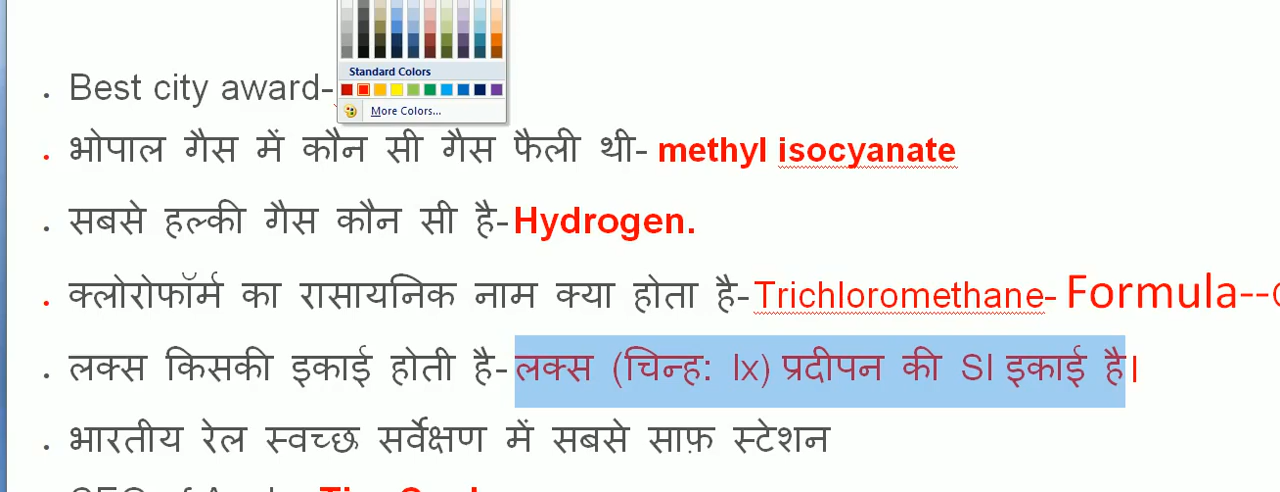 Standard Colors
More Colors...
Best city award-
भोपाल गैस में कौन सी गैस फैली थी- methyl isocyanate
सबसे हल्की गैस कौन सी है-Hydrogen.
क्लोरोफॉर्म का रासायनिक नाम क्या होता है-Trichloromethane- Formula--
लक्स किसकी इकाई होती है- लक्स (चिन्ह: lx) प्रदीपन की SI इकाई है।
भारतीय रेल स्वच्छ सर्वेक्षण में सबसे साफ़ स्टेशन